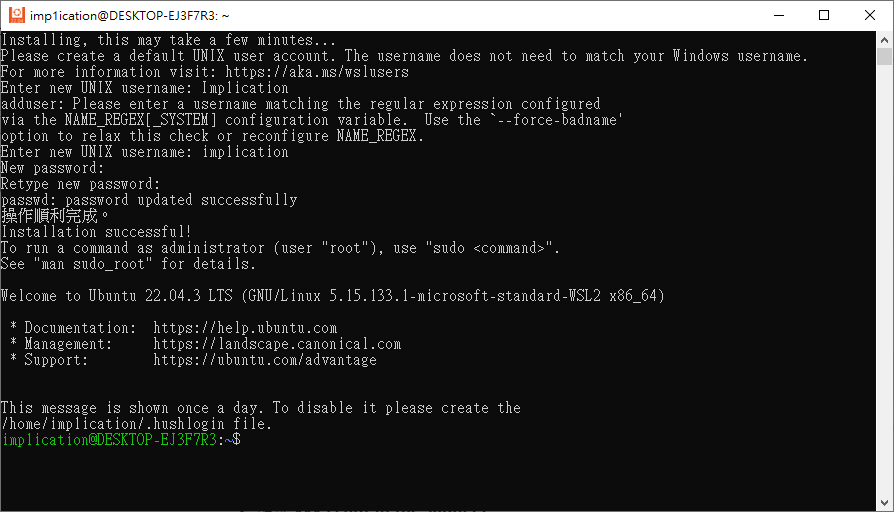 imp1ication@DESKTOP-EJ3F7R3: ~
Installing, this may take a few minutes...
Please create a default UNIX user account. The username does not need to match your Windows username.
For more information visit: https://aka.ms/wslusers
Enter new UNIX username: Implication
adduser: Please enter a username matching the regular expression configured
via the NAME_REGEX[_SYSTEM] configuration variable.  Use the `--force-badname'
option to relax this check or reconfigure NAME_REGEX.
Enter new UNIX username: implication
New password:
Retype new password:
passwd: password updated successfully
操作順利完成。
Installation successful!
To run a command as administrator (user "root"), use "sudo <command>".
See "man sudo_root" for details.
Welcome to Ubuntu 22.04.3 LTS (GNU/Linux 5.15.133.1-microsoft-standard-WSL2 x86_64)
* Documentation:  https://help.ubuntu.com
* Management:     https://landscape.canonical.com
* Support:        https://ubuntu.com/advantage
This message is shown once a day. To disable it please create the
/home/implication/.hushlogin file.
implication@DESKTOP-EJ3F7R3:~$